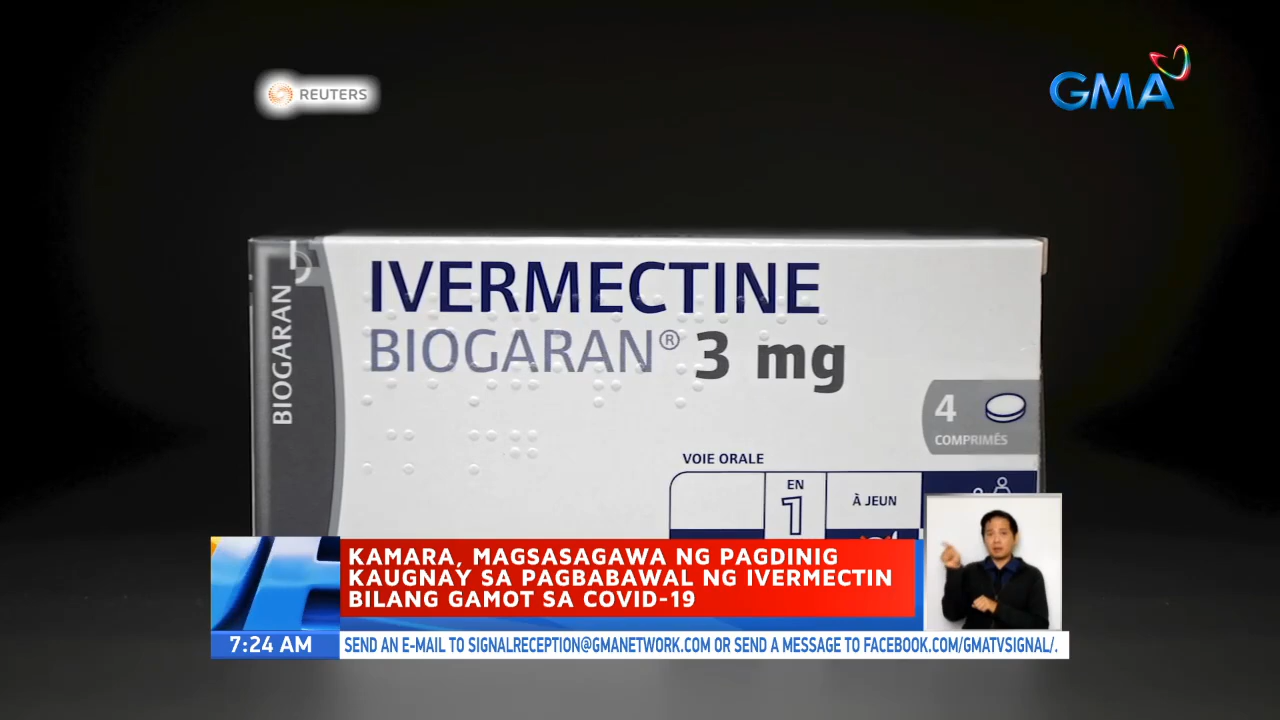 REUTERS
GMA
BIOGARAN
IVERMECTINE
BIOGARAN® 3 mg
4
COMPRIMÉS
VOIE ORALE
EN
1
À JEUN
KAMARA, MAGSASAGAWA NG PAGDINIG
KAUGNAY SA PAGBABAWAL NG IVERMECTIN
BILANG GAMOT SA COVID-19
7:24 AM
SEND AN E-MAIL TO SIGNALRECEPTION@GMANETWORK.COM OR SEND A MESSAGE TO FACEBOOK.COM/GMATVSIGNAL/.